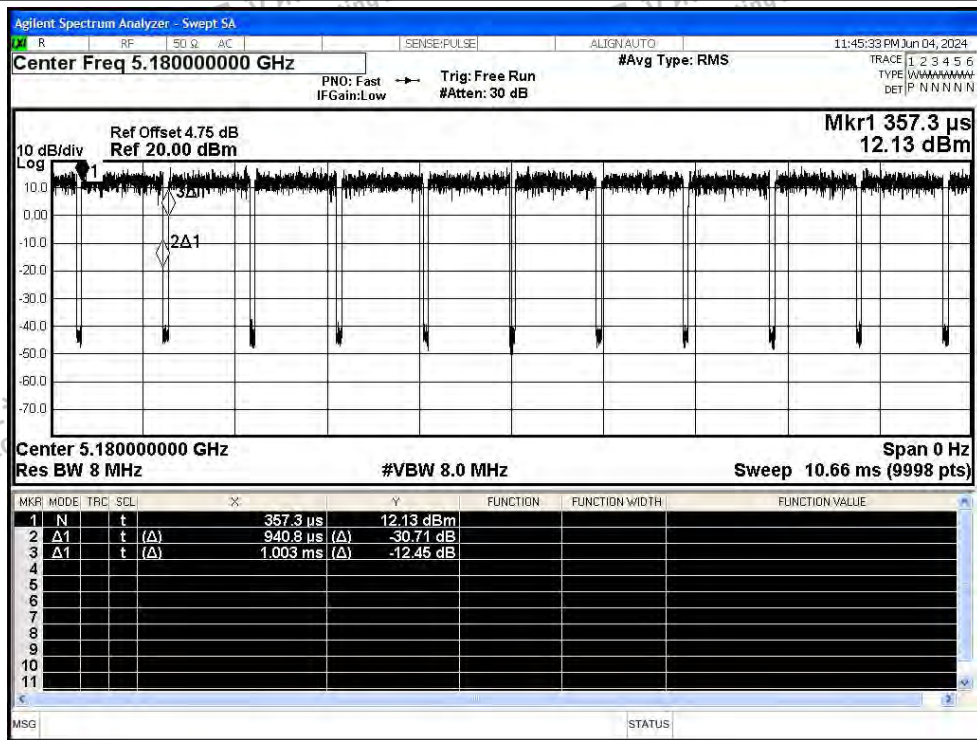 Agilent Spectrum Analyzer - Swept SA
R RF 50 Ω AC SENSE:PULSE ALIGN AUTO 11:45:33 PM Jun 04, 2024
Center Freq 5.180000000 GHz
PNO: Fast
IFGain:Low
Trig: Free Run
#Atten: 30 dB
#Avg Type: RMS
TRACE 1 2 3 4 5 6
TYPE WWWWWW
DET P N N N N N
Mkr1 357.3 µs
12.13 dBm
Ref Offset 4.75 dB
10 dB/div Ref 20.00 dBm
Log
1
10.0
3Δ1
0.00
2Δ1
-10.0
-20.0
-30.0
-40.0
-50.0
-60.0
-70.0
Center 5.180000000 GHz Span 0 Hz
Res BW 8 MHz #VBW 8.0 MHz Sweep 10.66 ms (9998 pts)
MKR MODE TRC SCL X Y FUNCTION FUNCTION WIDTH FUNCTION VALUE
1 N t 357.3 µs 12.13 dBm
2 Δ1 t (Δ) 940.8 µs (Δ) -30.71 dB
3 Δ1 t (Δ) 1.003 ms (Δ) -12.45 dB
4
5
6
7
8
9
10
11
MSG STATUS